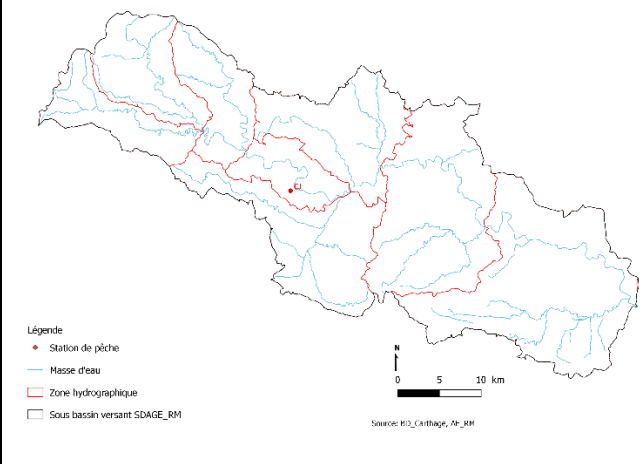 Légende
Station de pêche
Masse d'eau
Zone hydrographique
Sous bassin versant SDAGE_RM
N
0 5 10 km
Source: BD_Carthage, AE_RM